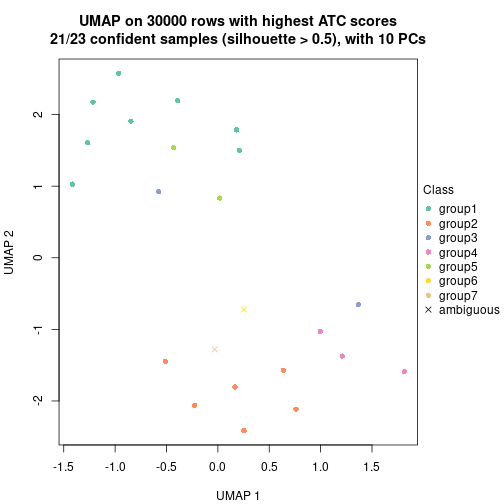 UMAP on 30000 rows with highest ATC scores
21/23 confident samples (silhouette > 0.5), with 10 PCs
2
1
0
-1
-2
UMAP 2
-1.5 -1.0 -0.5 0.0 0.5 1.0 1.5
UMAP 1
Class
group1
group2
group3
group4
group5
group6
group7
ambiguous